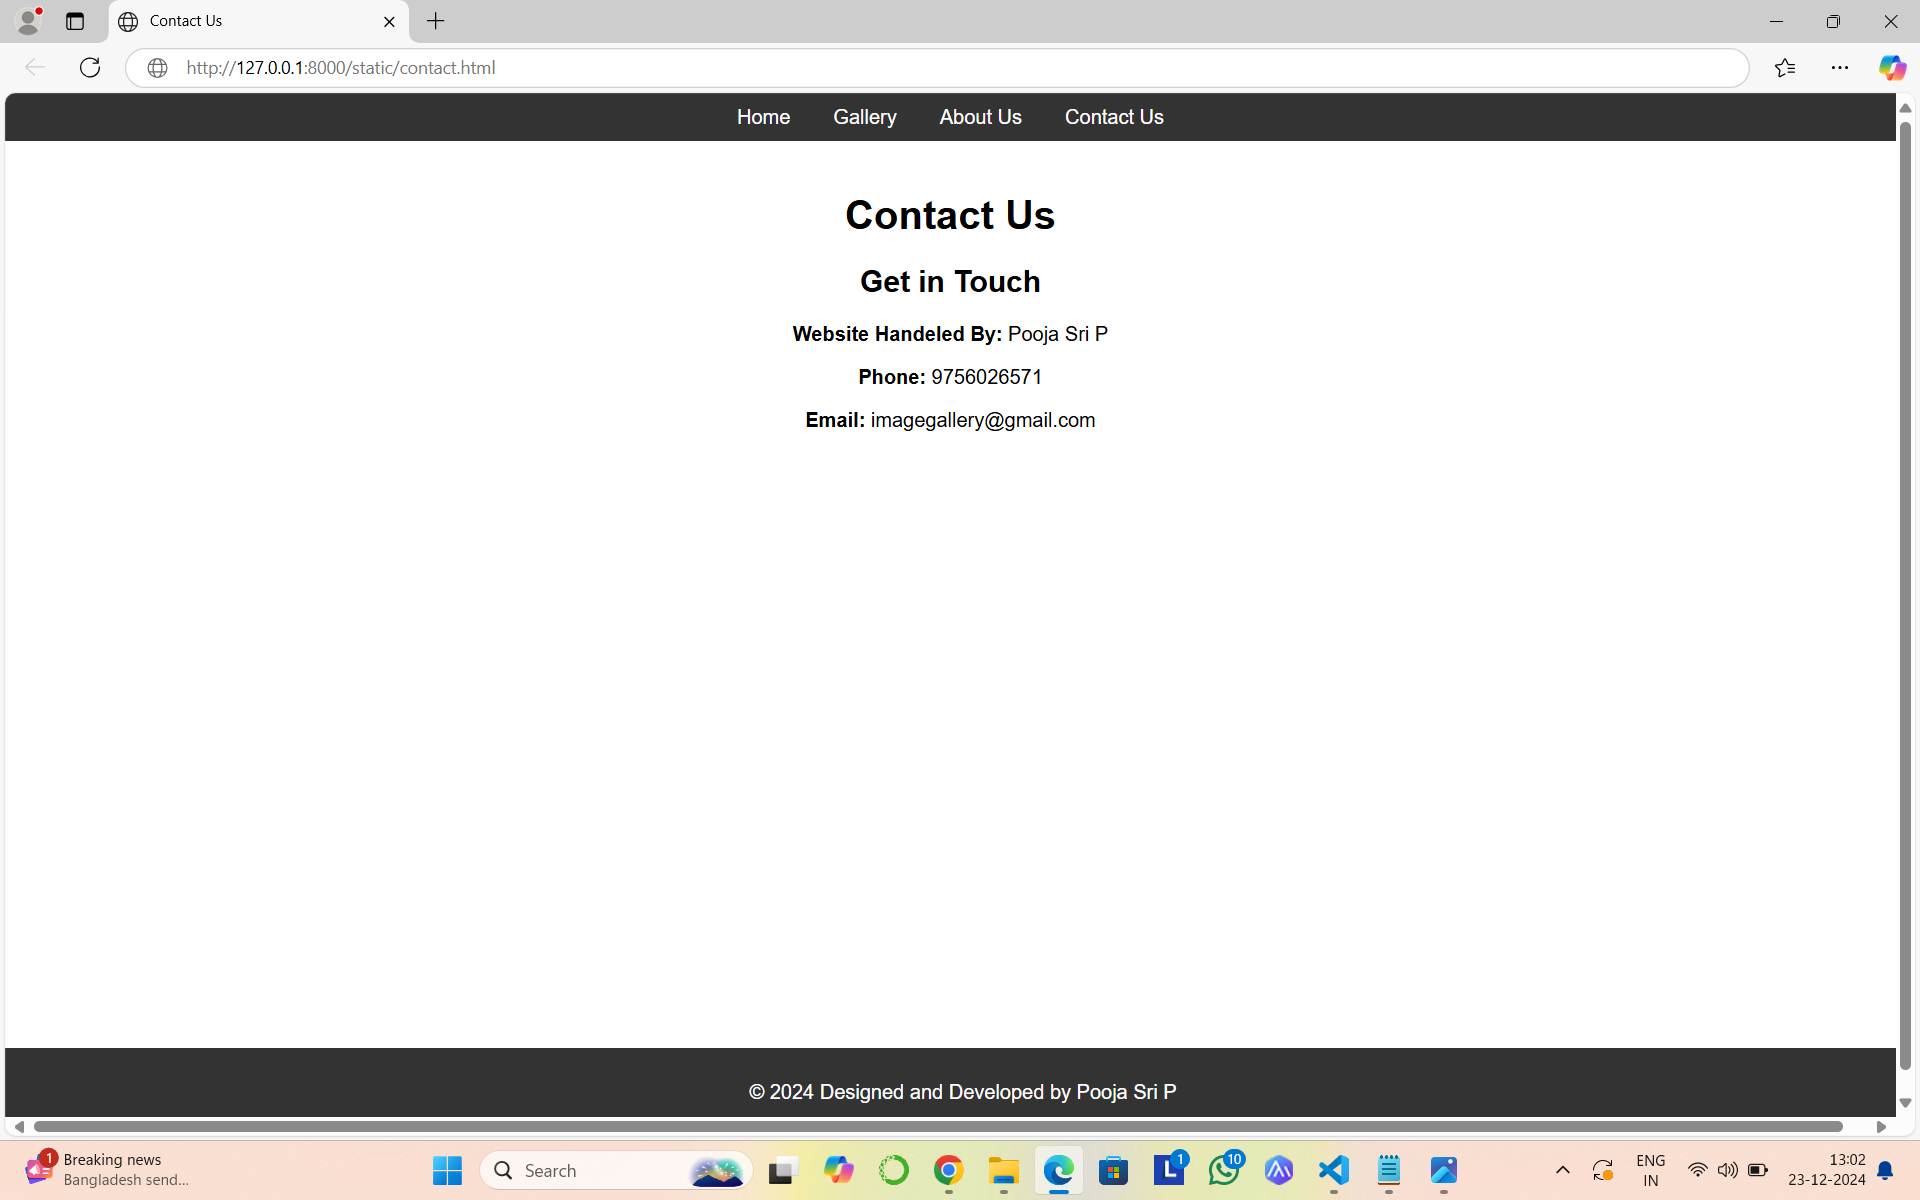 Contact Us
http://127.0.0.1:8000/static/contact.html
Home Gallery About Us Contact Us
Contact Us
Get in Touch
Website Handeled By: Pooja Sri P
Phone: 9756026571
Email: imagegallery@gmail.com
© 2024 Designed and Developed by Pooja Sri P
1
Breaking news
Bangladesh send...
Search
L
1
10
ENG
IN
13:02
23-12-2024